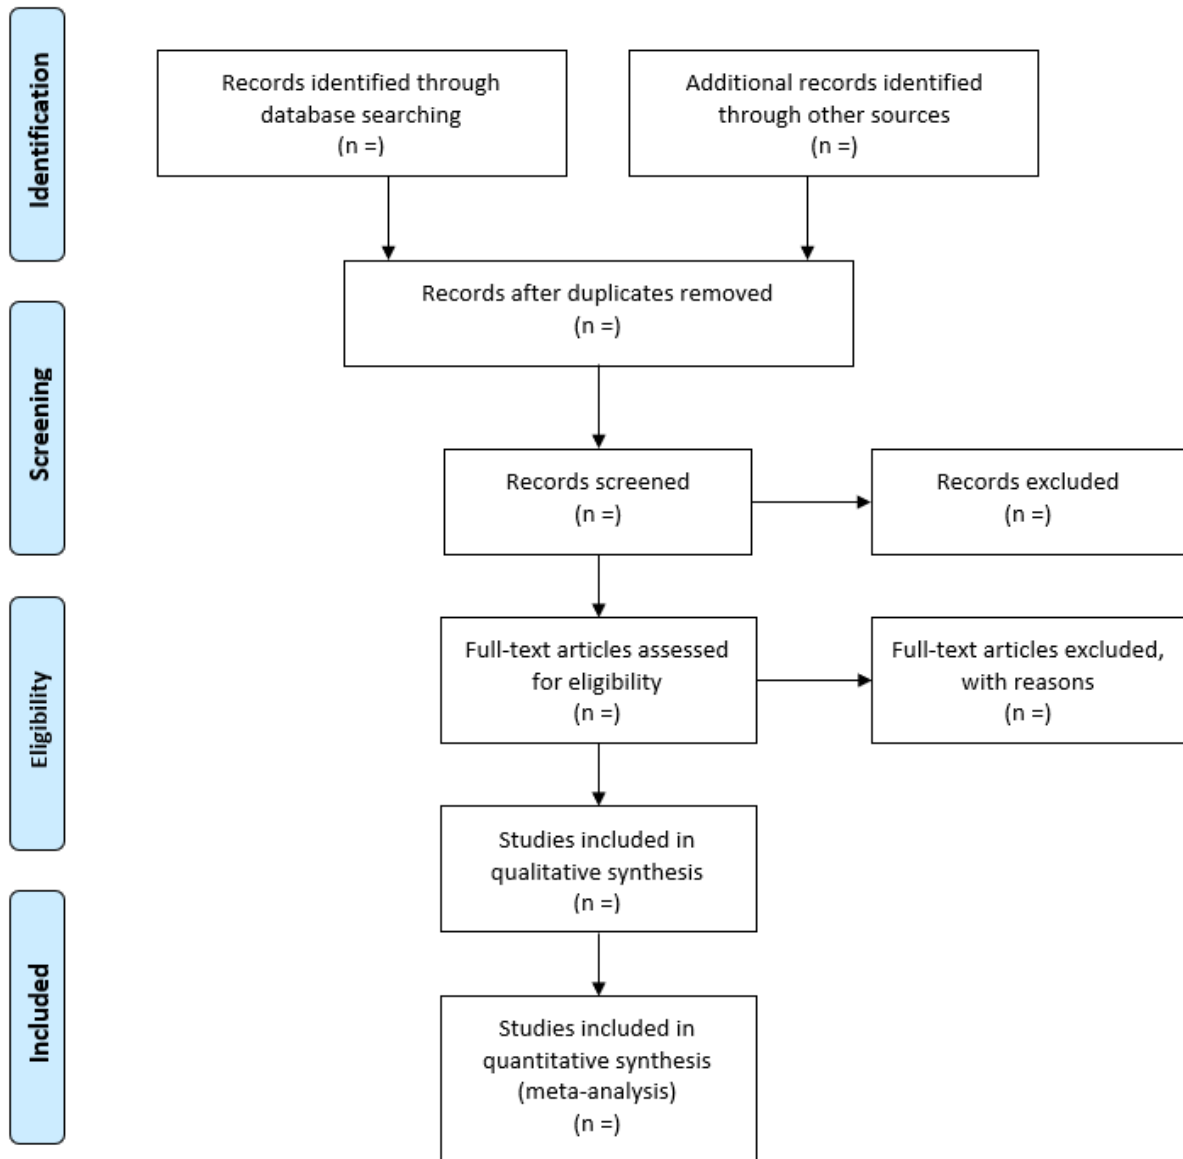 Identification
Records identified through
database searching
(n =)
Additional records identified
through other sources
(n =)
Records after duplicates removed
(n =)
Screening
Records screened
(n =)
Records excluded
(n =)
Eligibility
Full-text articles assessed
for eligibility
(n =)
Full-text articles excluded,
with reasons
(n =)
Studies included in
qualitative synthesis
(n =)
Included
Studies included in
quantitative synthesis
(meta-analysis)
(n =)